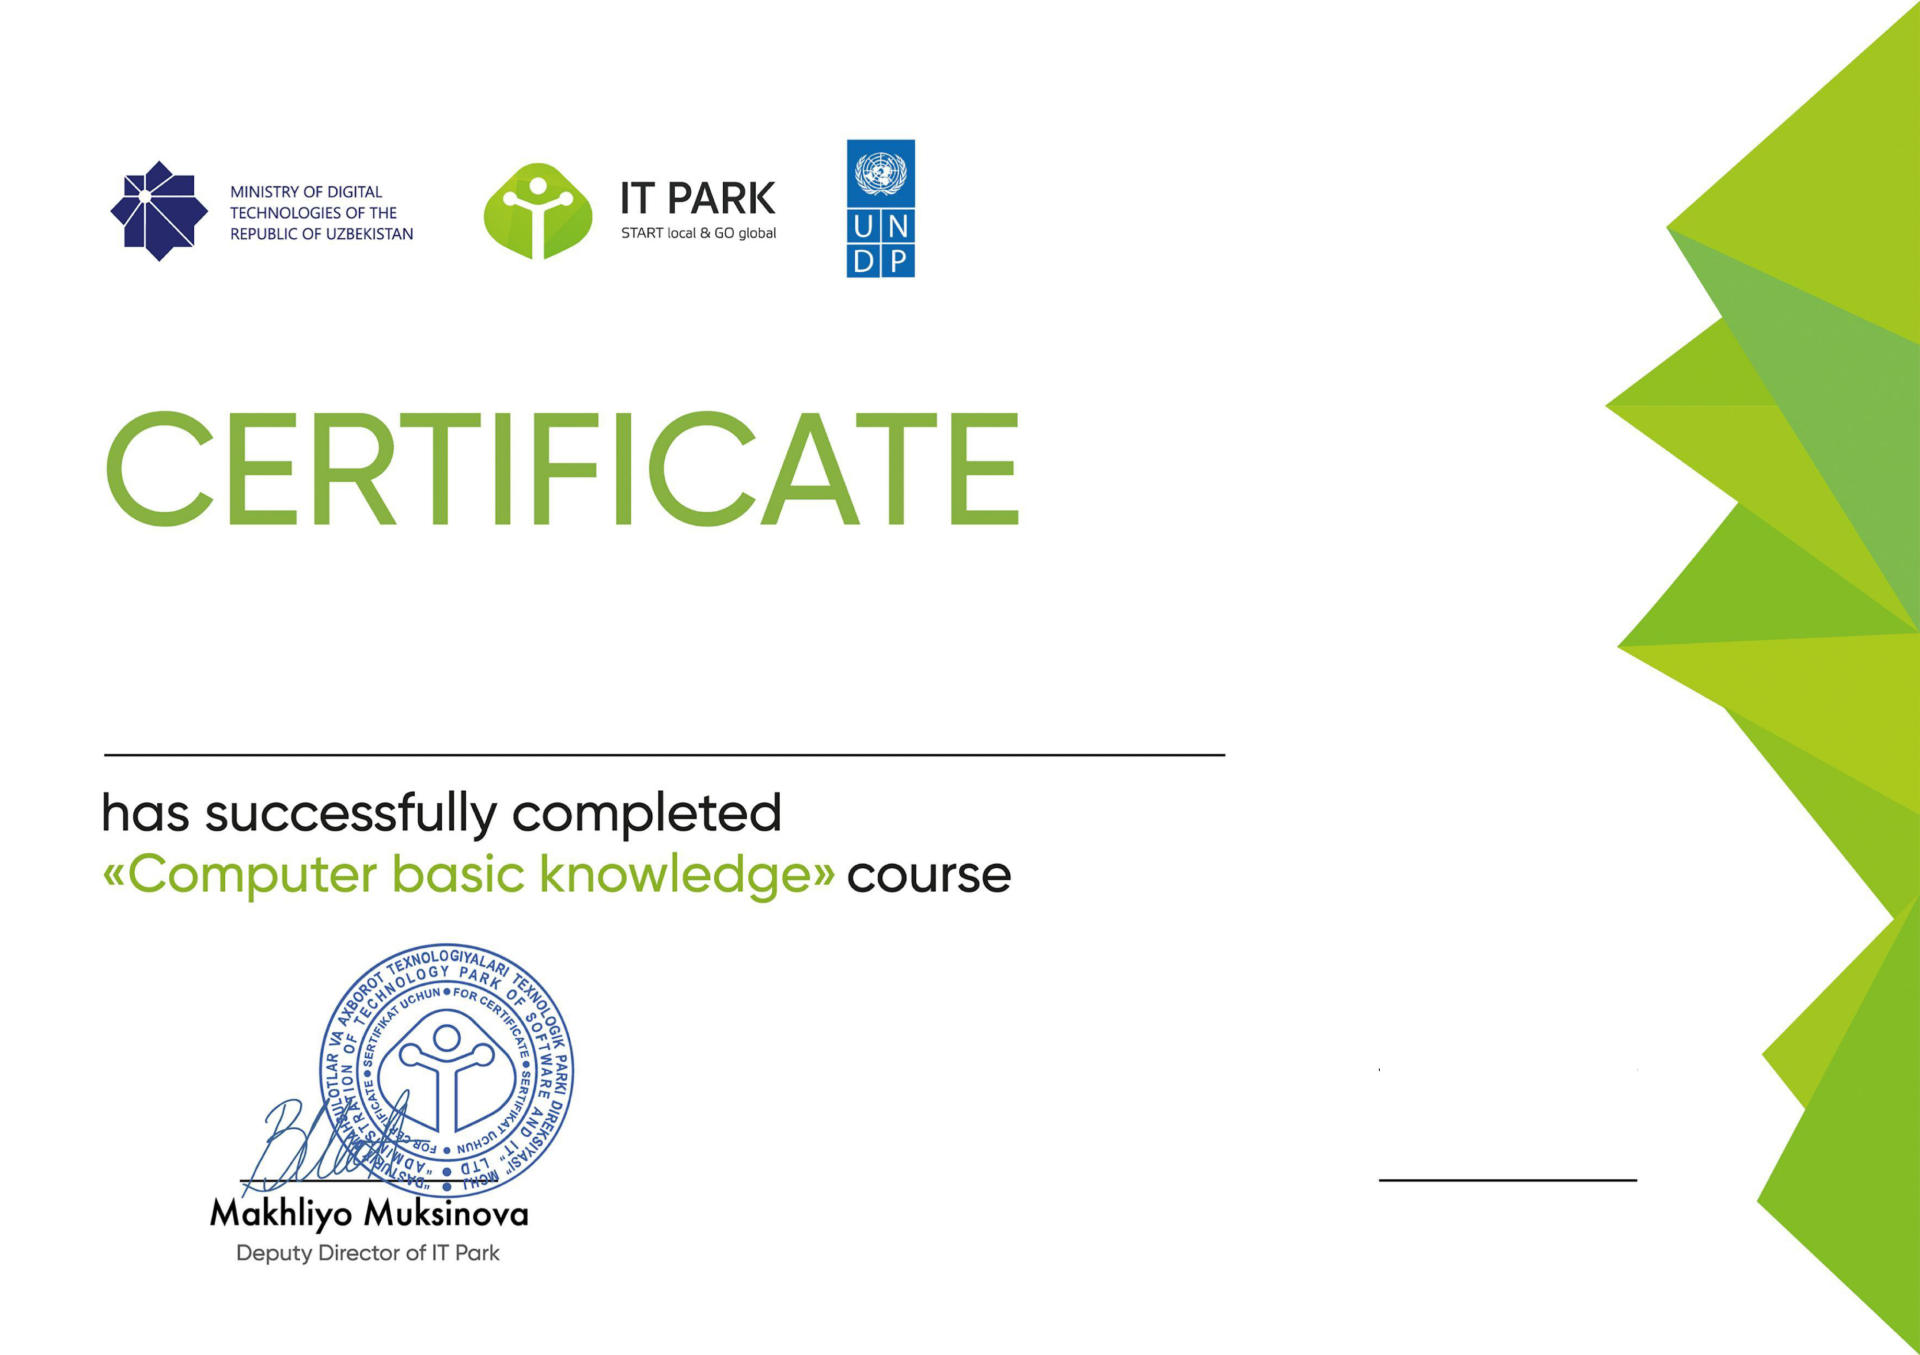 MINISTRY OF DIGITAL
TECHNOLOGIES OF THE
REPUBLIC OF UZBEKISTAN
IT PARK
START local & GO global
U N
D P
CERTIFICATE
has successfully completed
«Computer basic knowledge» course
"DASTURIY MAHSULOTLAR VA AXBOROT TEXNOLOGIYALARI TEXNOLOGIK PARKI DIREKSIYASI" MCHJ
"ADMINISTRATION OF TECHNOLOGY PARK OF SOFTWARE AND IT" LTD
SERTIFIKAT UCHUN • FOR CERTIFICATE • SERTIFIKAT UCHUN • FOR CERTIFICATE
Makhliyo Muksinova
Deputy Director of IT Park